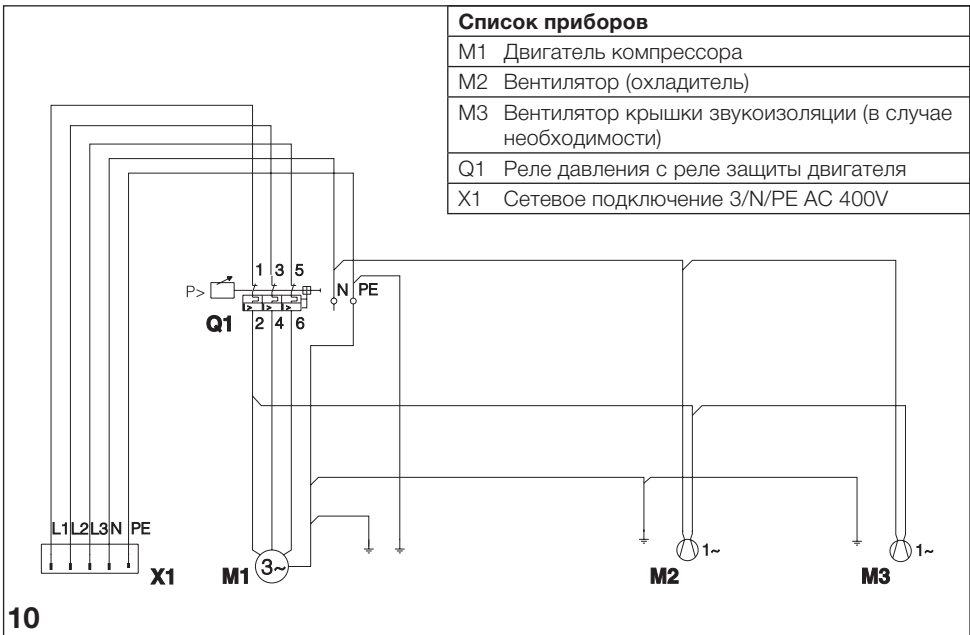 Список приборов
M1 Двигатель компрессора
M2 Вентилятор (охладитель)
M3 Вентилятор крышки звукоизоляции (в случае
необходимости)
Q1 Реле давления с реле защиты двигателя
X1 Сетевое подключение 3/N/PE AC 400V
1 3 5
P>
N PE
I> I> I>
Q1 2 4 6
L1 L2 L3 N PE
X1
M1 3~
M2 1~
M3 1~
10